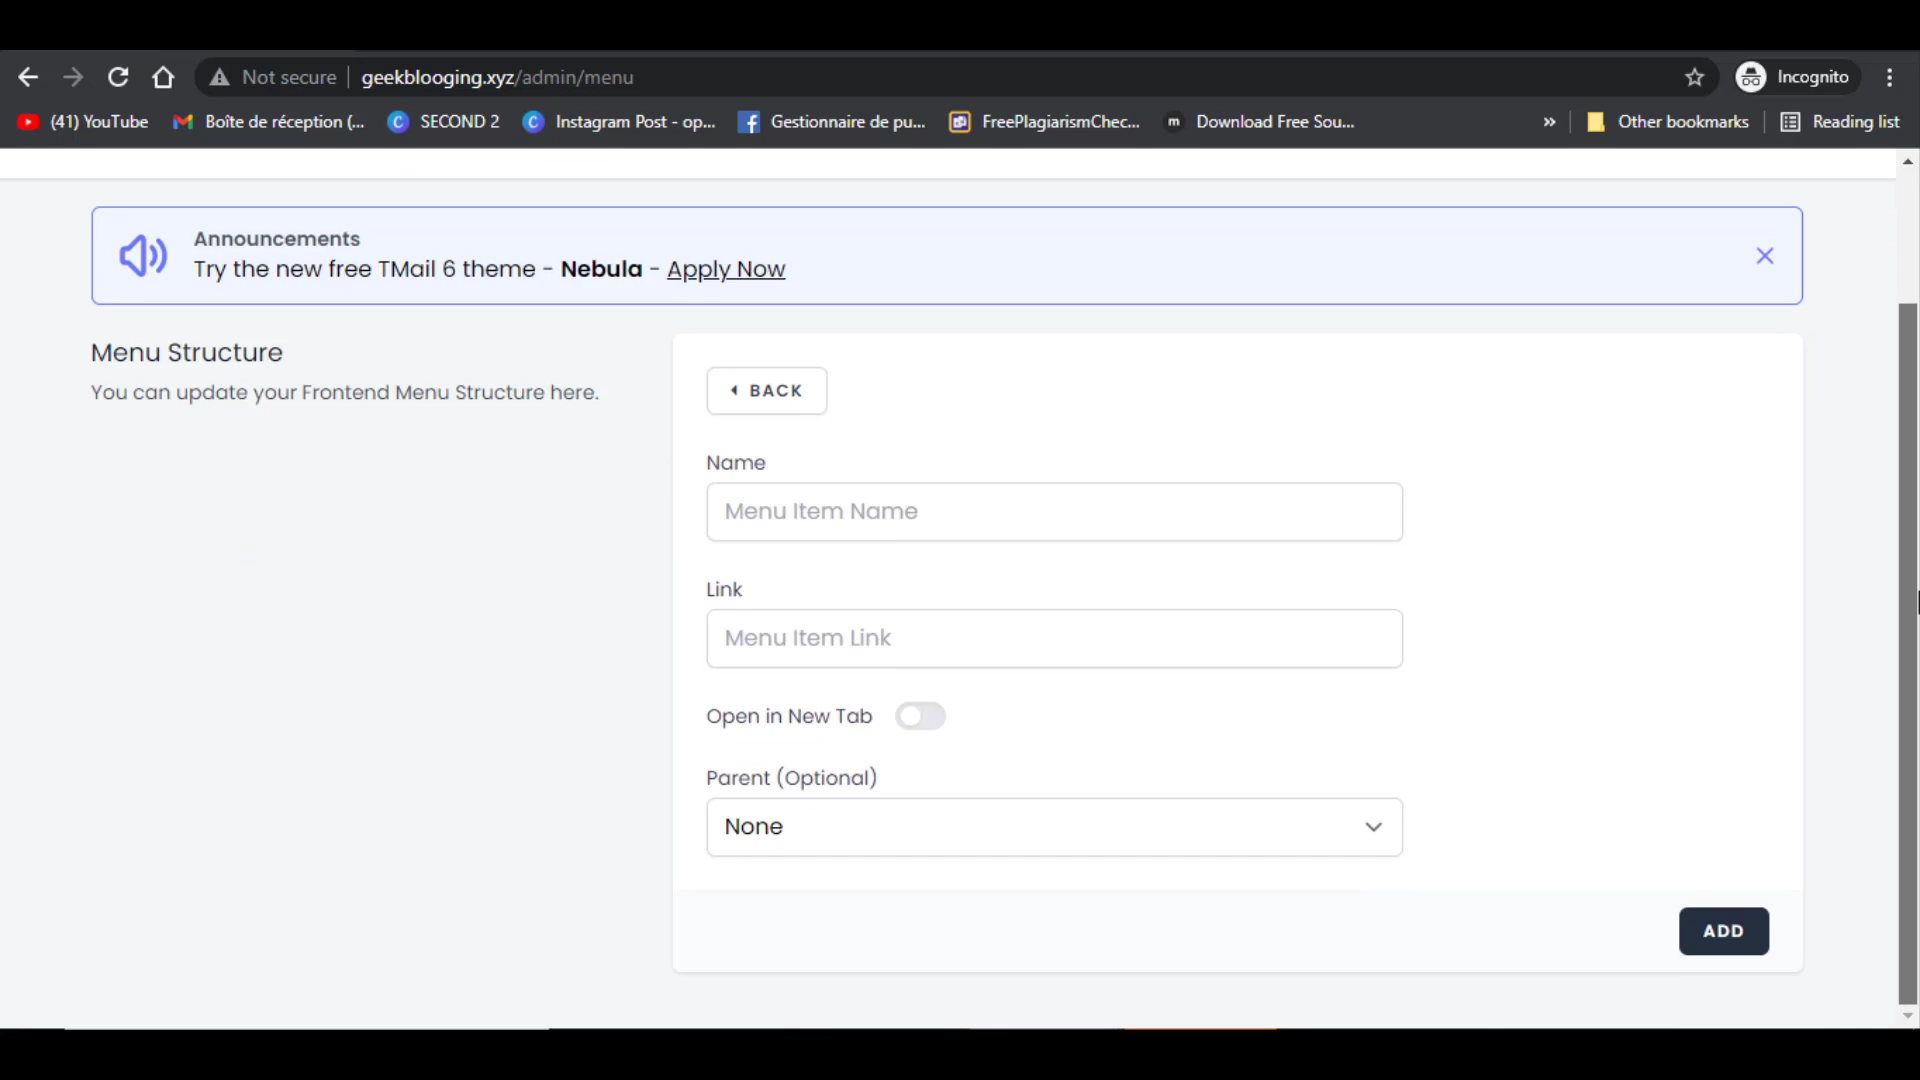 Not secure geekblooging.xyz/admin/menu Incognito
(41) YouTube Boîte de réception (... SECOND 2 Instagram Post - op... Gestionnaire de pu... FreePlagiarismChec... Download Free Sou... » Other bookmarks Reading list
Announcements
Try the new free TMail 6 theme - Nebula - Apply Now
Menu Structure
You can update your Frontend Menu Structure here.
BACK
Name
Menu Item Name
Link
Menu Item Link
Open in New Tab
Parent (Optional)
None
ADD